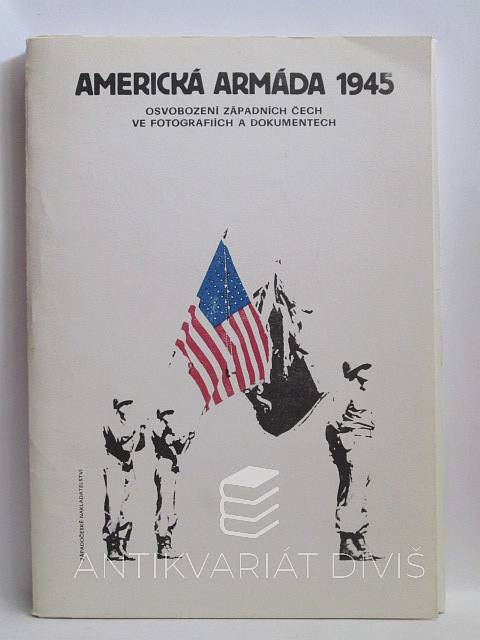 AMERICKÁ ARMÁDA 1945
OSVOBOZENÍ ZÁPADNÍCH ČECH
VE FOTOGRAFIÍCH A DOKUMENTECH
ZÁPADOČESKÉ NAKLADATELSTVÍ
ANTIKVARIÁT DIVIŠ